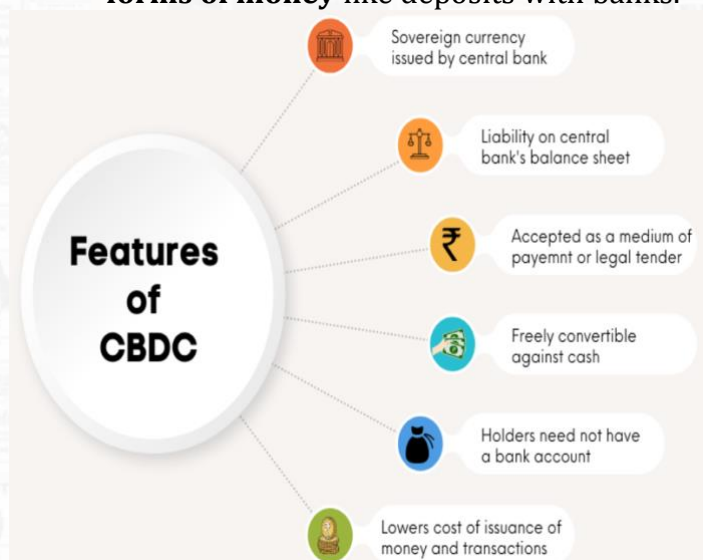 forms of money like deposits with banks.
Sovereign currency
issued by central bank
Liability on central
bank's balance sheet
Features
of
CBDC
₹
Accepted as a medium of
payemnt or legal tender
Freely convertible
against cash
Holders need not have
a bank account
Lowers cost of issuance of
money and transactions